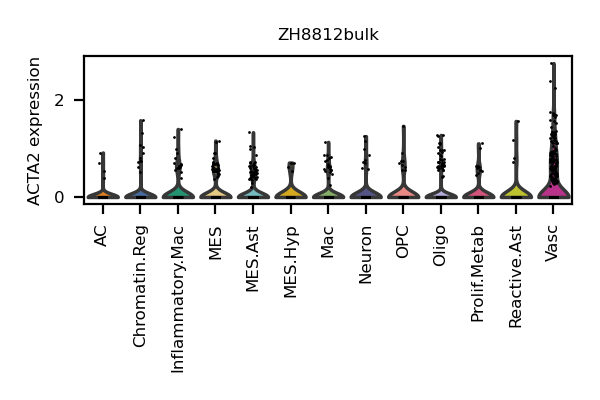 ZH8812bulk
ACTA2 expression
2
0
AC
Chromatin.Reg
Inflammatory.Mac
MES
MES.Ast
MES.Hyp
Mac
Neuron
OPC
Oligo
Prolif.Metab
Reactive.Ast
Vasc